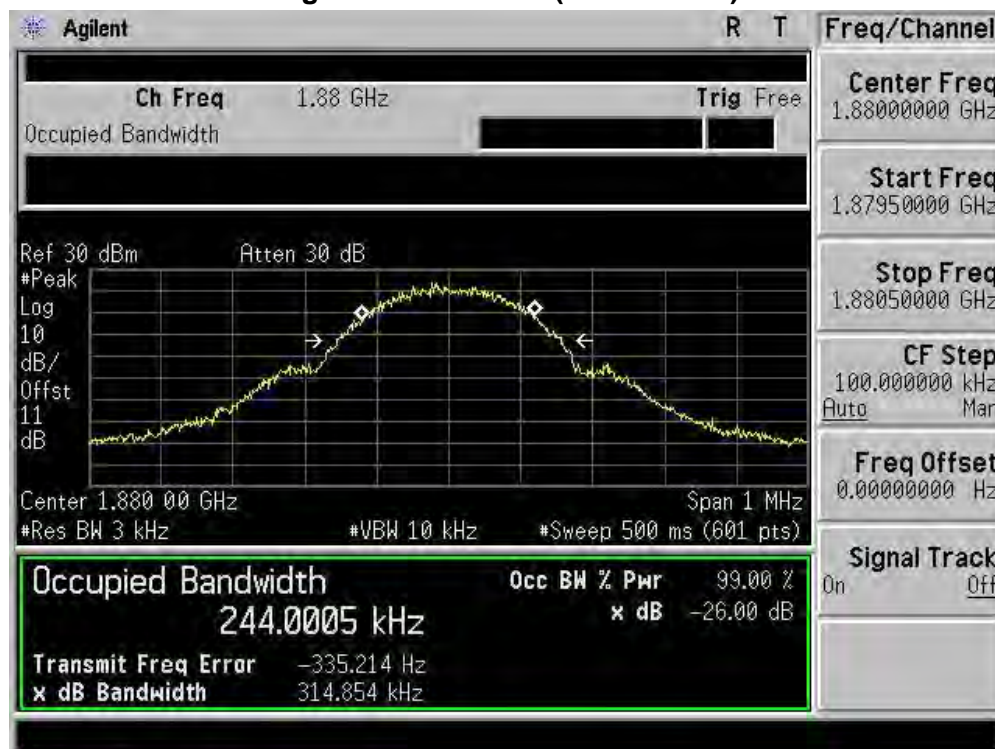 Agilent R T Freq/Channel
Ch Freq 1.88 GHz Trig Free
Occupied Bandwidth
Center Freq
1.88000000 GHz
Start Freq
1.87950000 GHz
Stop Freq
1.88050000 GHz
CF Step
100.000000 kHz
Auto Man
Freq Offset
0.00000000 Hz
Signal Track
On Off
Ref 30 dBm Atten 30 dB
#Peak
Log
10
dB/
Offst
11
dB
Center 1.880 00 GHz Span 1 MHz
#Res BW 3 kHz #VBW 10 kHz #Sweep 500 ms (601 pts)
Occupied Bandwidth Occ BW % Pwr 99.00 %
244.0005 kHz x dB -26.00 dB
Transmit Freq Error -335.214 Hz
x dB Bandwidth 314.854 kHz